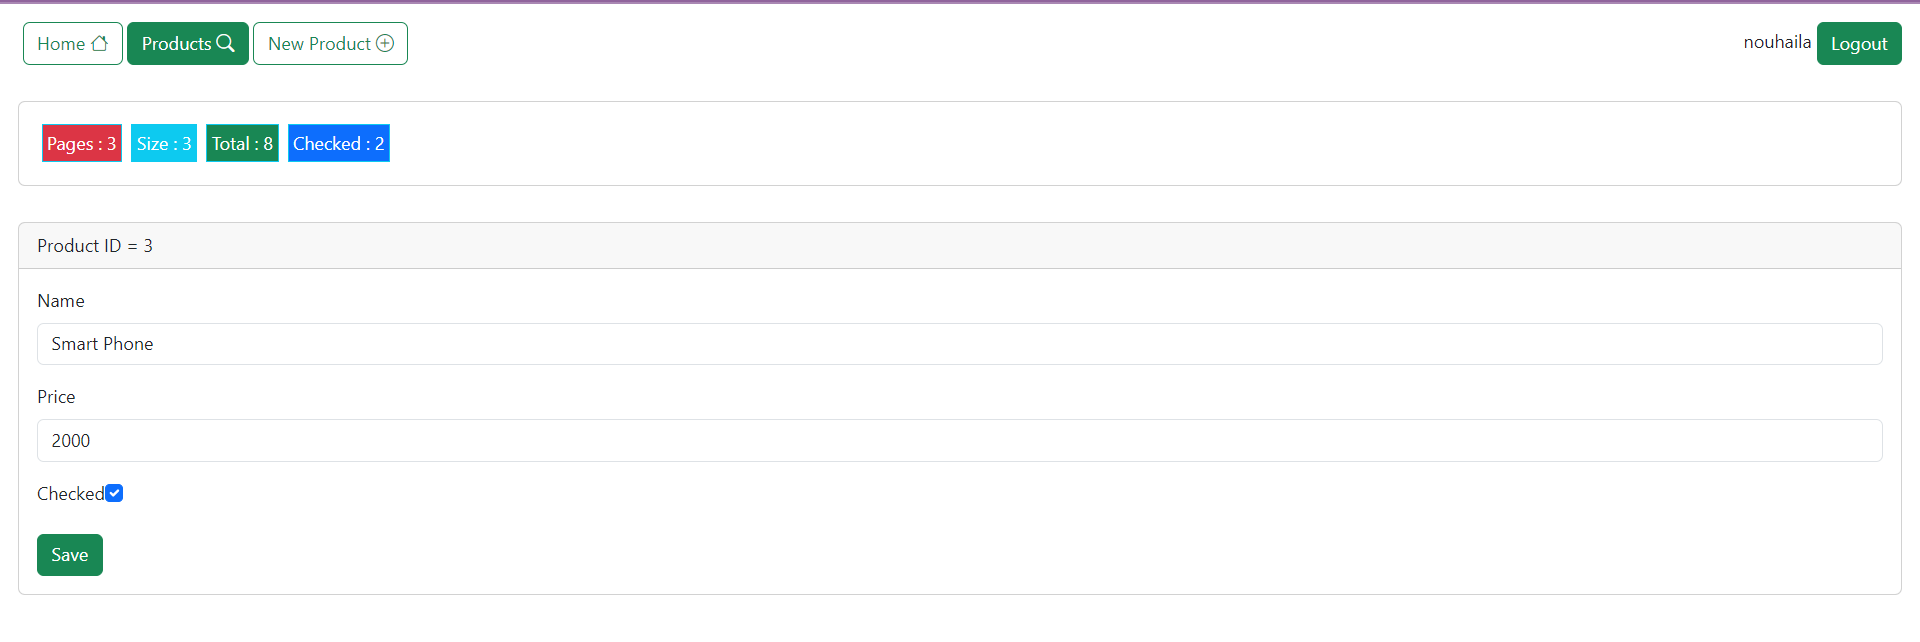 Home Products New Product nouhaila Logout
Pages : 3 Size : 3 Total : 8 Checked : 2
Product ID = 3
Name
Smart Phone
Price
2000
Checked
Save